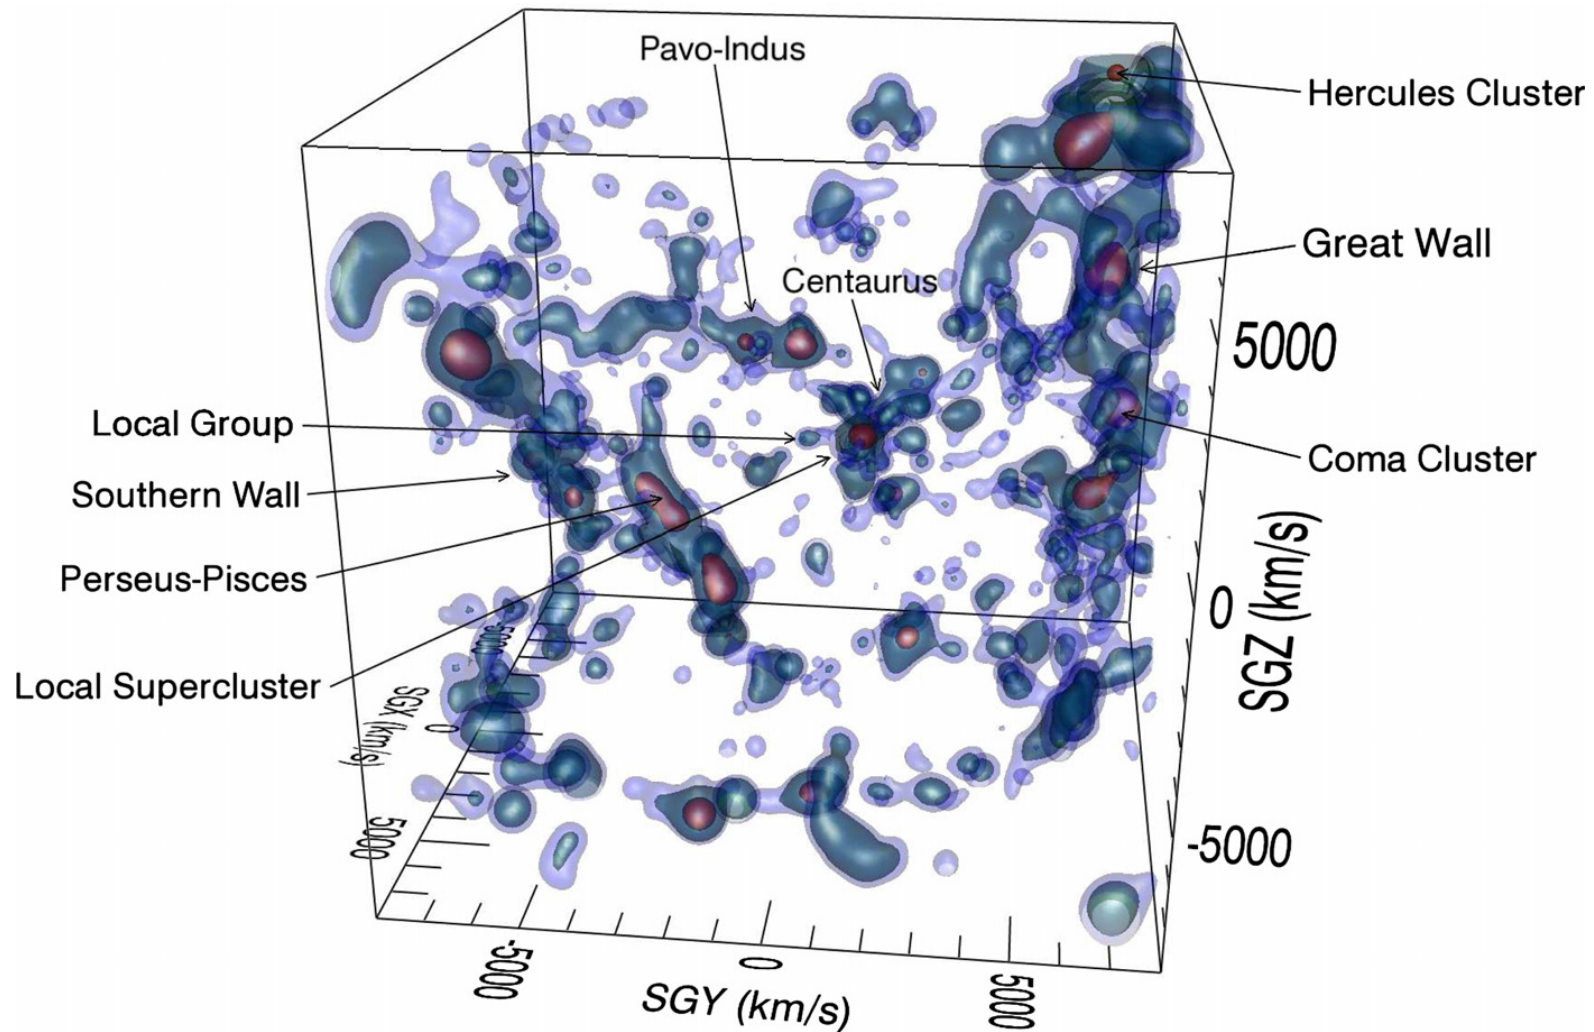 Pavo-Indus
Hercules Cluster
Great Wall
Centaurus
5000
Local Group
Coma Cluster
Southern Wall
Perseus-Pisces
0
SGZ (km/s)
Local Supercluster
-5000
SGX (km/s)
0
5000
-5000
-5000
0
5000
SGY (km/s)